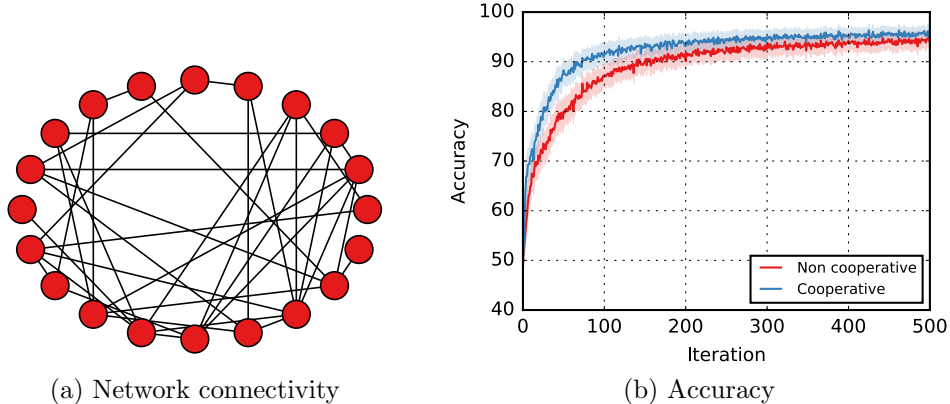 100
90
80
70
60
50
40
Accuracy
Non cooperative
Cooperative
0 100 200 300 400 500
Iteration
(a) Network connectivity
(b) Accuracy